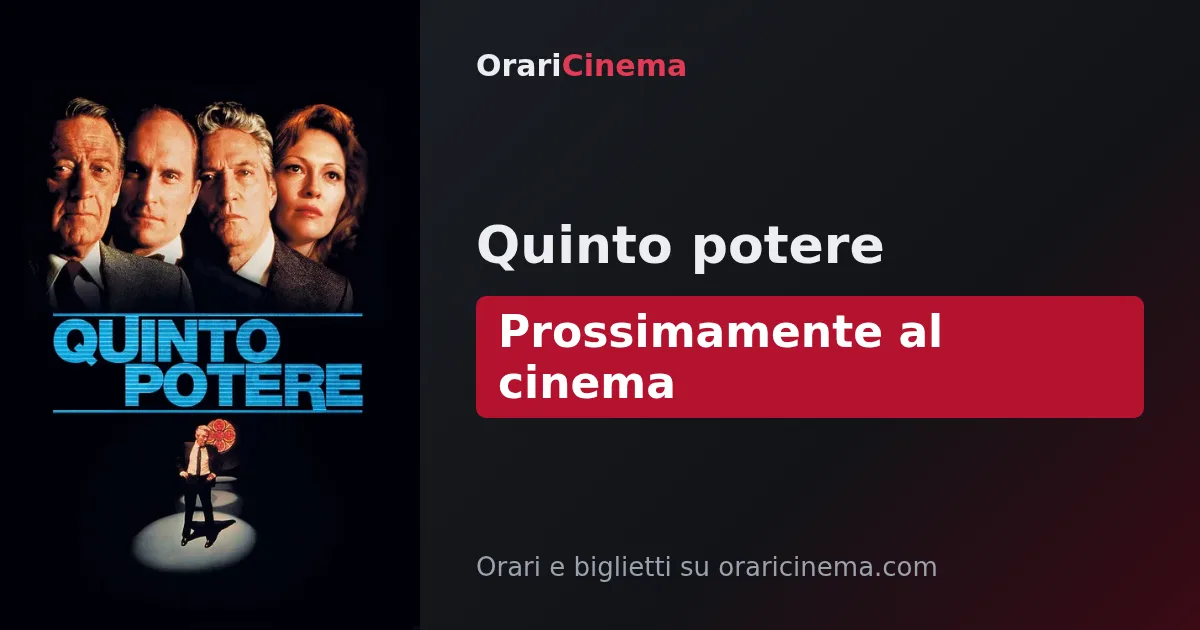 OrariCinema
Quinto potere
Prossimamente al
cinema
QUINTO
POTERE
Orari e biglietti su oraricinema.com